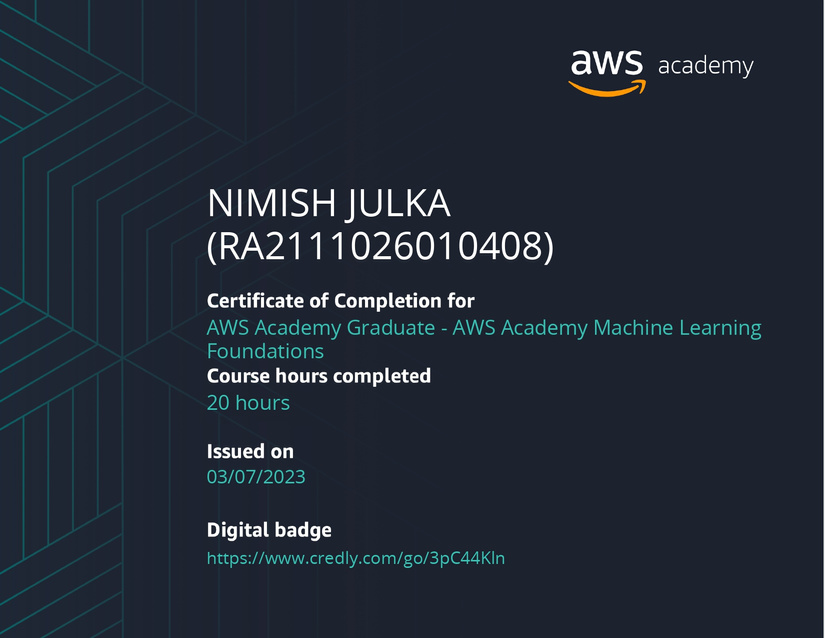 aws academy
NIMISH JULKA
(RA2111026010408)
Certificate of Completion for
AWS Academy Graduate - AWS Academy Machine Learning
Foundations
Course hours completed
20 hours
Issued on
03/07/2023
Digital badge
https://www.credly.com/go/3pC44Kln